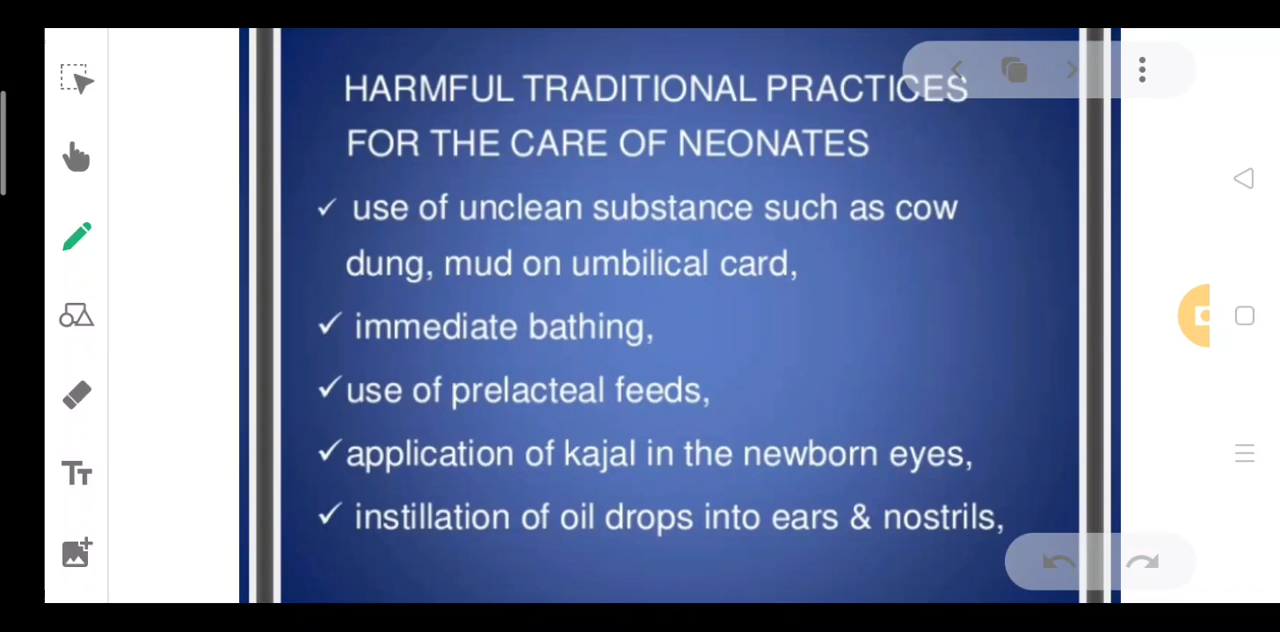 HARMFUL TRADITIONAL PRACTICES
FOR THE CARE OF NEONATES
✓ use of unclean substance such as cow
dung, mud on umbilical card,
✓ immediate bathing,
✓ use of prelacteal feeds,
✓ application of kajal in the newborn eyes,
✓ instillation of oil drops into ears & nostrils,
TT